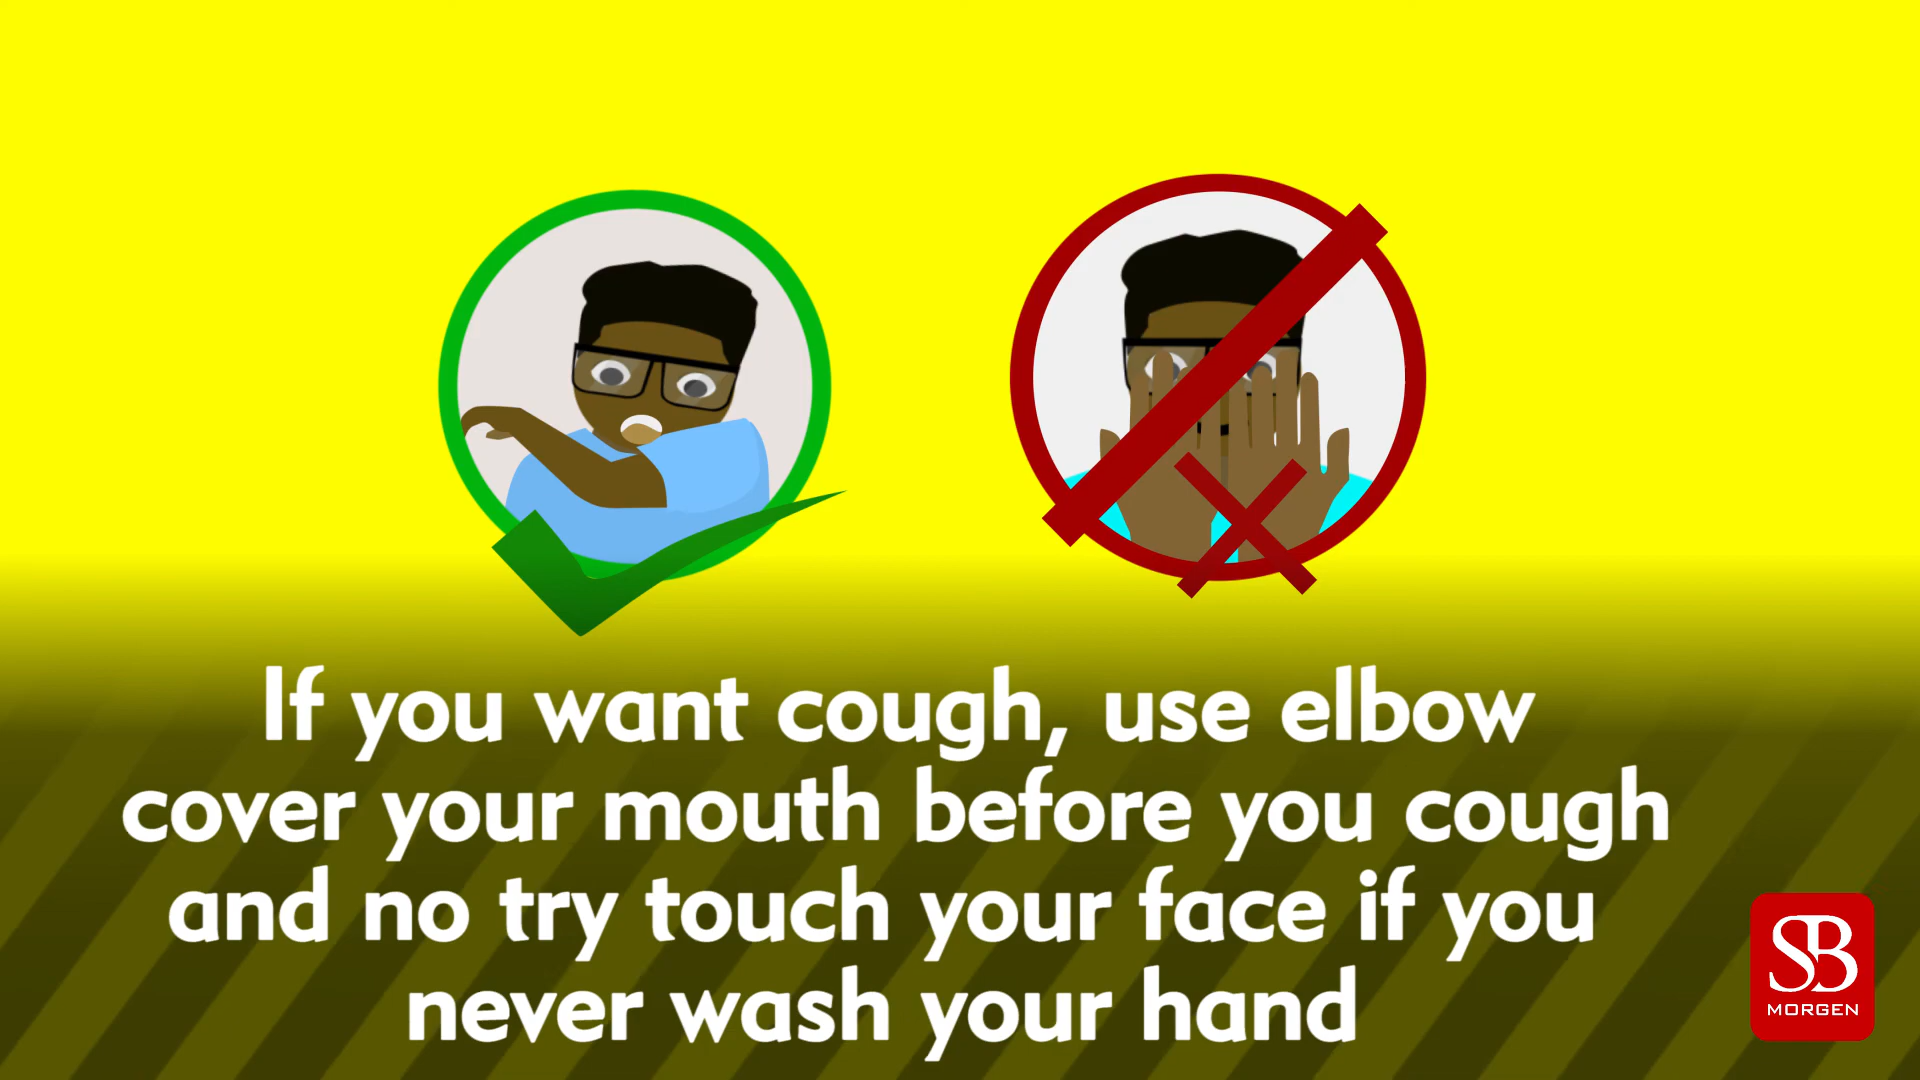 If you want cough, use elbow
cover your mouth before you cough
and no try touch your face if you
never wash your hand
SB
MORGEN